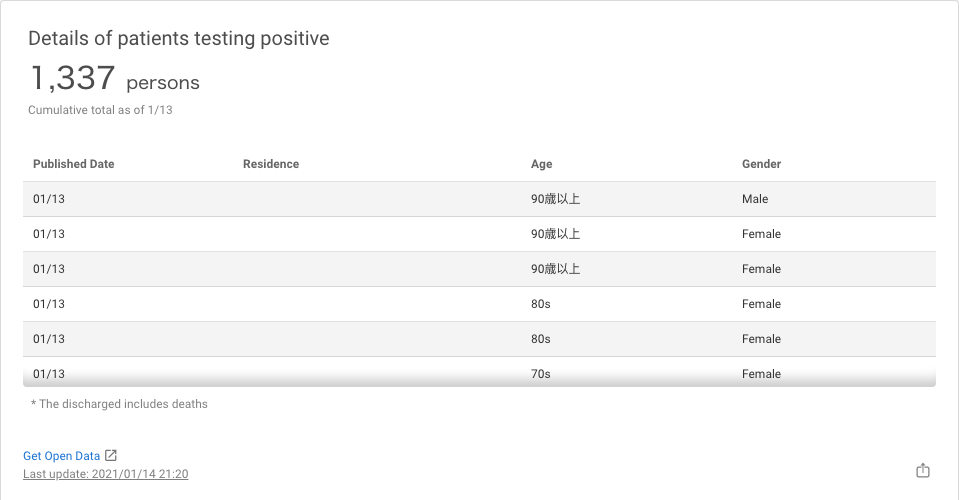 Details of patients testing positive
1,337 persons
Cumulative total as of 1/13
Published Date Residence Age Gender
01/13 90歳以上 Male
01/13 90歳以上 Female
01/13 90歳以上 Female
01/13 80s Female
01/13 80s Female
01/13 70s Female
* The discharged includes deaths
Get Open Data
Last update: 2021/01/14 21:20